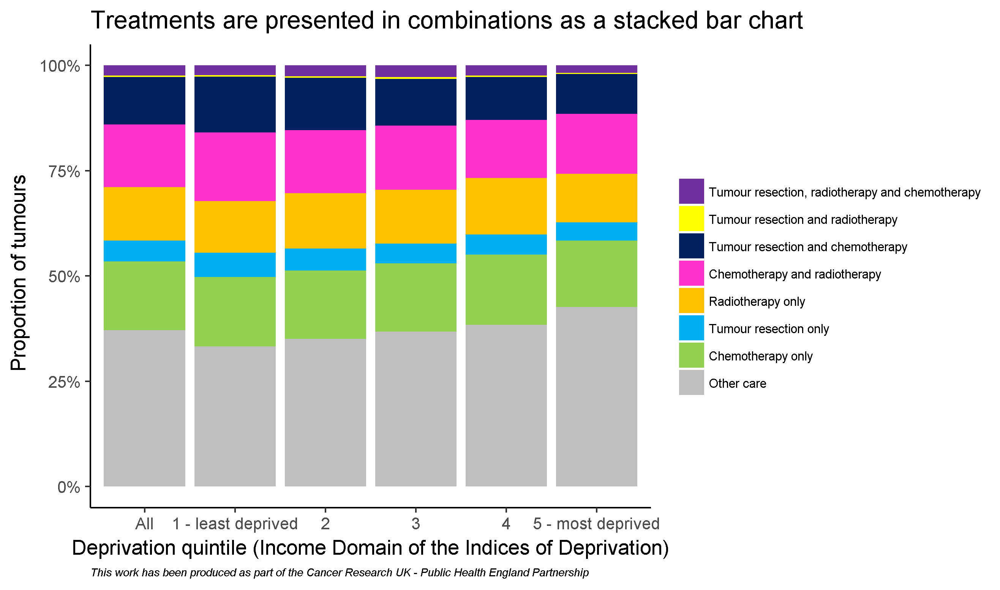 Treatments are presented in combinations as a stacked bar chart
Proportion of tumours
100%
75%
50%
25%
0%
All
1 - least deprived
2
3
4
5 - most deprived
Deprivation quintile (Income Domain of the Indices of Deprivation)
This work has been produced as part of the Cancer Research UK - Public Health England Partnership
Tumour resection, radiotherapy and chemotherapy
Tumour resection and radiotherapy
Tumour resection and chemotherapy
Chemotherapy and radiotherapy
Radiotherapy only
Tumour resection only
Chemotherapy only
Other care